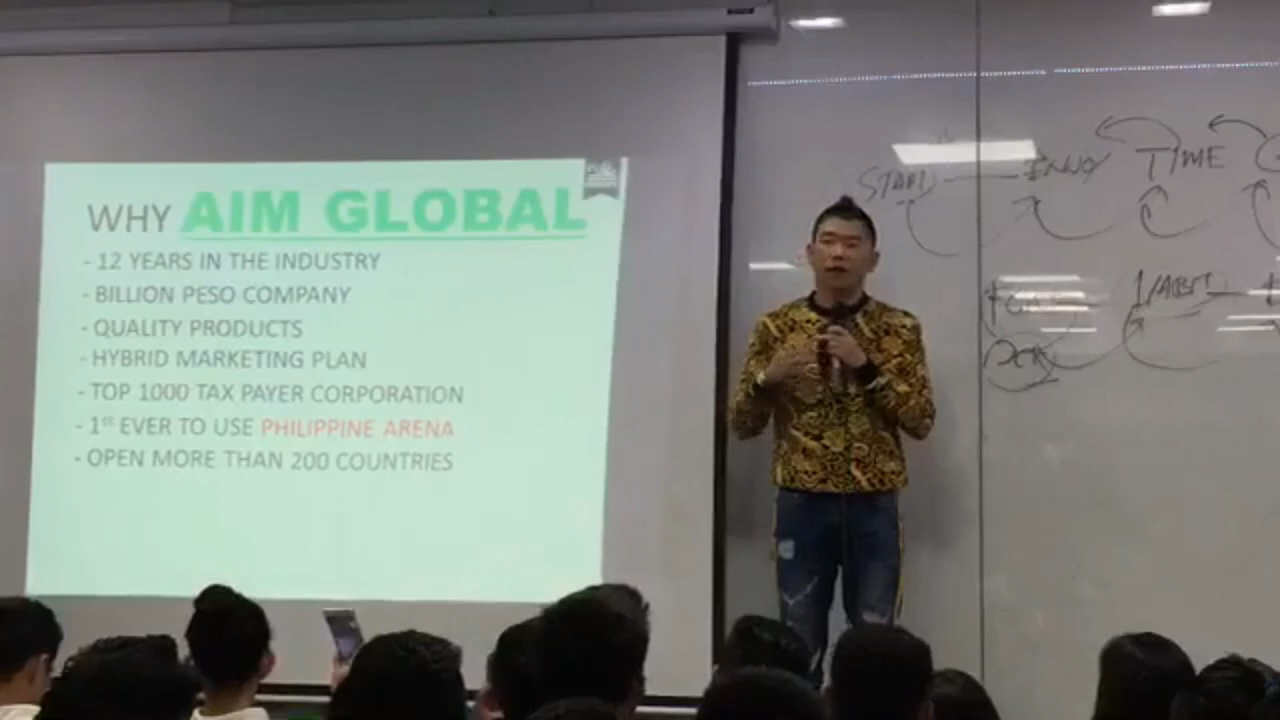 WHY AIM GLOBAL
- 12 YEARS IN THE INDUSTRY
- BILLION PESO COMPANY
- QUALITY PRODUCTS
- HYBRID MARKETING PLAN
- TOP 1000 TAX PAYER CORPORATION
- 1st EVER TO USE PHILIPPINE ARENA
- OPEN MORE THAN 200 COUNTRIES
TIME